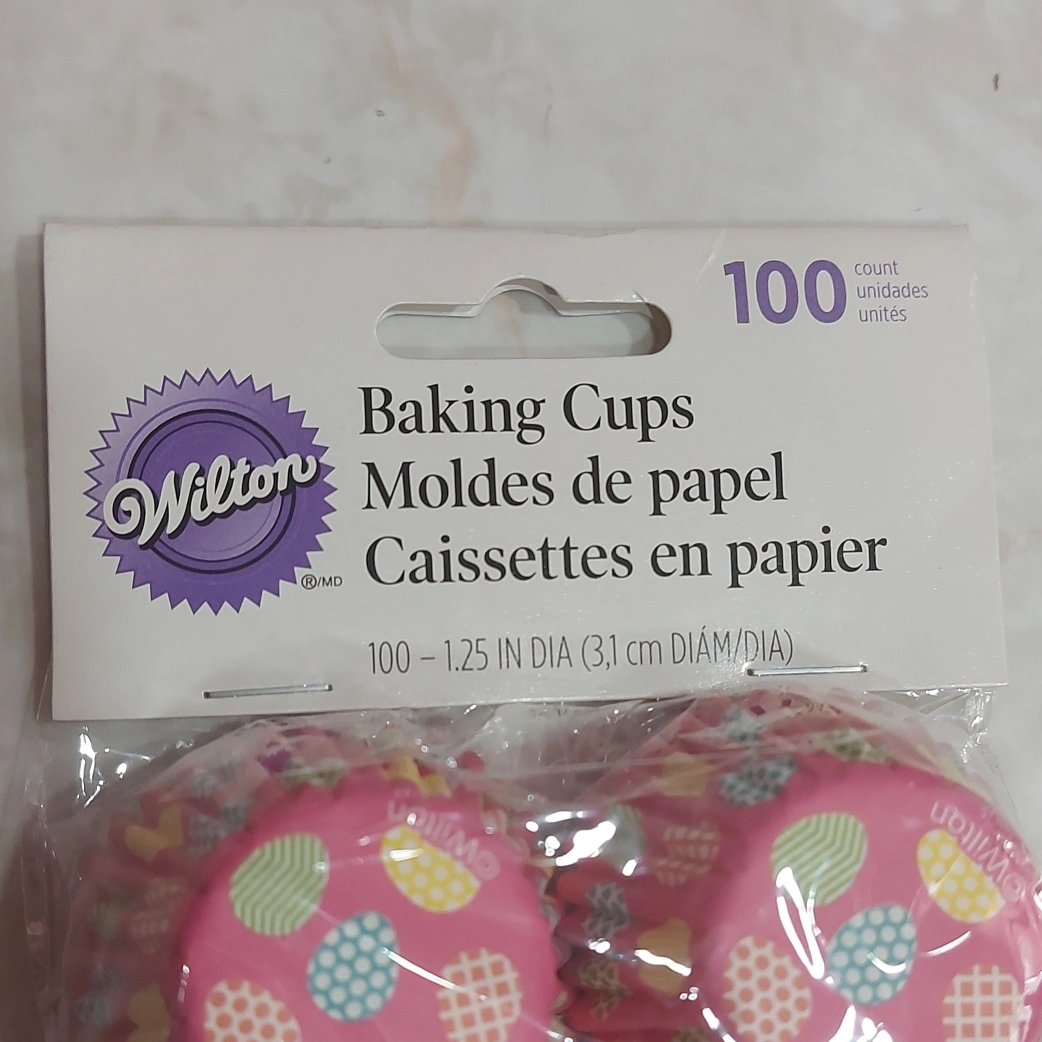 100 count
unidades
unités
Baking Cups
Moldes de papel
Caissettes en papier
Wilton
®/MD
100 – 1.25 IN DIA (3,1 cm DIÁM/DIA)
©Wilton
©Wilton